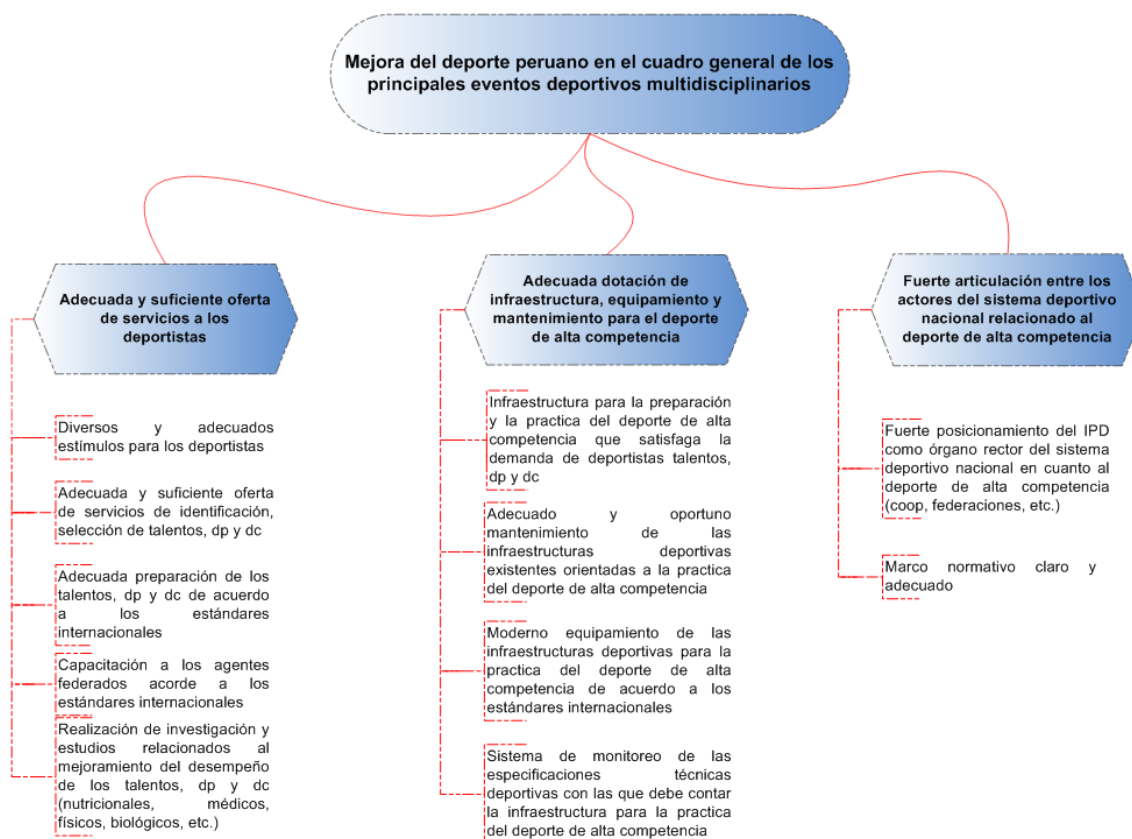 Mejora del deporte peruano en el cuadro general de los
principales eventos deportivos multidisciplinarios
Adecuada y suficiente oferta
de servicios a los
deportistas
Diversos y adecuados
estímulos para los deportistas
Adecuada y suficiente oferta
de servicios de identificación,
selección de talentos, dp y dc
Adecuada preparación de los
talentos, dp y dc de acuerdo
a los estándares
internacionales
Capacitación a los agentes
federados acorde a los
estándares internacionales
Realización de investigación y
estudios relacionados al
mejoramiento del desempeño
de los talentos, dp y dc
(nutricionales, médicos,
físicos, biológicos, etc.)
Adecuada dotación de
infraestructura, equipamiento y
mantenimiento para el deporte
de alta competencia
Infraestructura para la preparación
y la practica del deporte de alta
competencia que satisfaga la
demanda de deportistas talentos,
dp y dc
Adecuado y oportuno
mantenimiento de las
infraestructuras deportivas
existentes orientadas a la practica
del deporte de alta competencia
Moderno equipamiento de las
infraestructuras deportivas para la
practica del deporte de alta
competencia de acuerdo a los
estándares internacionales
Sistema de monitoreo de las
especificaciones técnicas
deportivas con las que debe contar
la infraestructura para la practica
del deporte de alta competencia
Fuerte articulación entre los
actores del sistema deportivo
nacional relacionado al
deporte de alta competencia
Fuerte posicionamiento del IPD
como órgano rector del sistema
deportivo nacional en cuanto al
deporte de alta competencia
(coop, federaciones, etc.)
Marco normativo claro y
adecuado